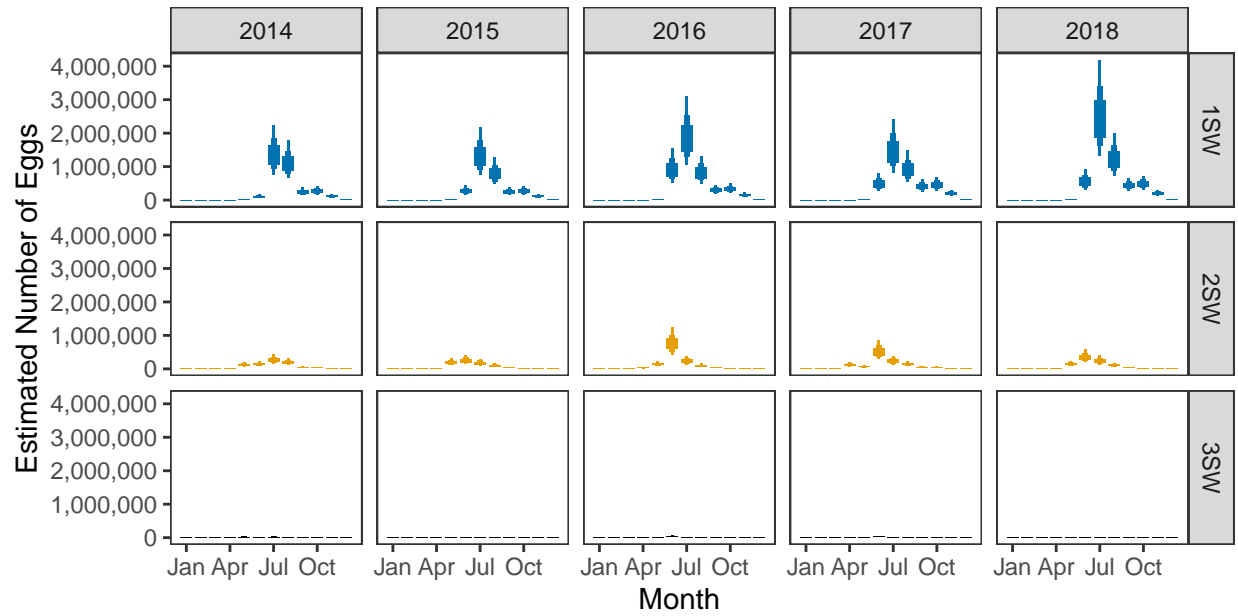 2014 2015 2016 2017 2018
Estimated Number of Eggs
4,000,000
3,000,000
2,000,000
1,000,000
0
1SW
4,000,000
3,000,000
2,000,000
1,000,000
0
2SW
4,000,000
3,000,000
2,000,000
1,000,000
0
3SW
Jan Apr Jul Oct Jan Apr Jul Oct Jan Apr Jul Oct Jan Apr Jul Oct Jan Apr Jul Oct
Month